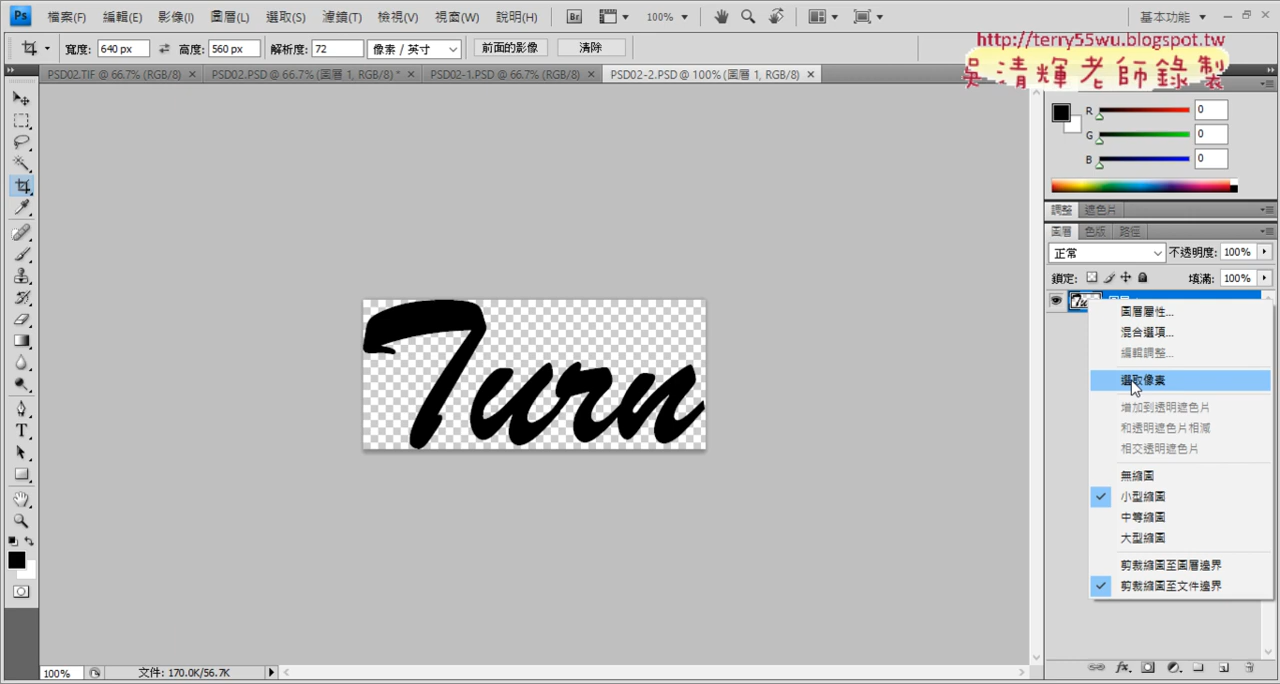 Ps 檔案(F) 編輯(E) 影像(I) 圖層(L) 選取(S) 濾鏡(T) 檢視(V) 視窗(W) 說明(H) Br 100% 基本功能
寬度: 640 px 高度: 560 px 解析度: 72 像素 / 英寸 前面的影像 清除
http://terry55wu.blogspot.tw
吳清輝老師錄製
PSD02.TIF @ 66.7% (RGB/8) PSD02.PSD @ 66.7% (圖層 1, RGB/8) * PSD02-1.PSD @ 66.7% (RGB/8) PSD02-2.PSD @ 100% (圖層 1, RGB/8)
R 0
G 0
B 0
調整 遮色片
圖層 色版 路徑
正常 不透明度: 100%
鎖定: 填滿: 100%
圖層屬性...
混合選項...
編輯調整...
選取像素
增加到透明遮色片
和透明遮色片相減
相交透明遮色片
無縮圖
小型縮圖
中等縮圖
大型縮圖
剪裁縮圖至圖層邊界
剪裁縮圖至文件邊界
Turn
100% 文件: 170.0K/56.7K